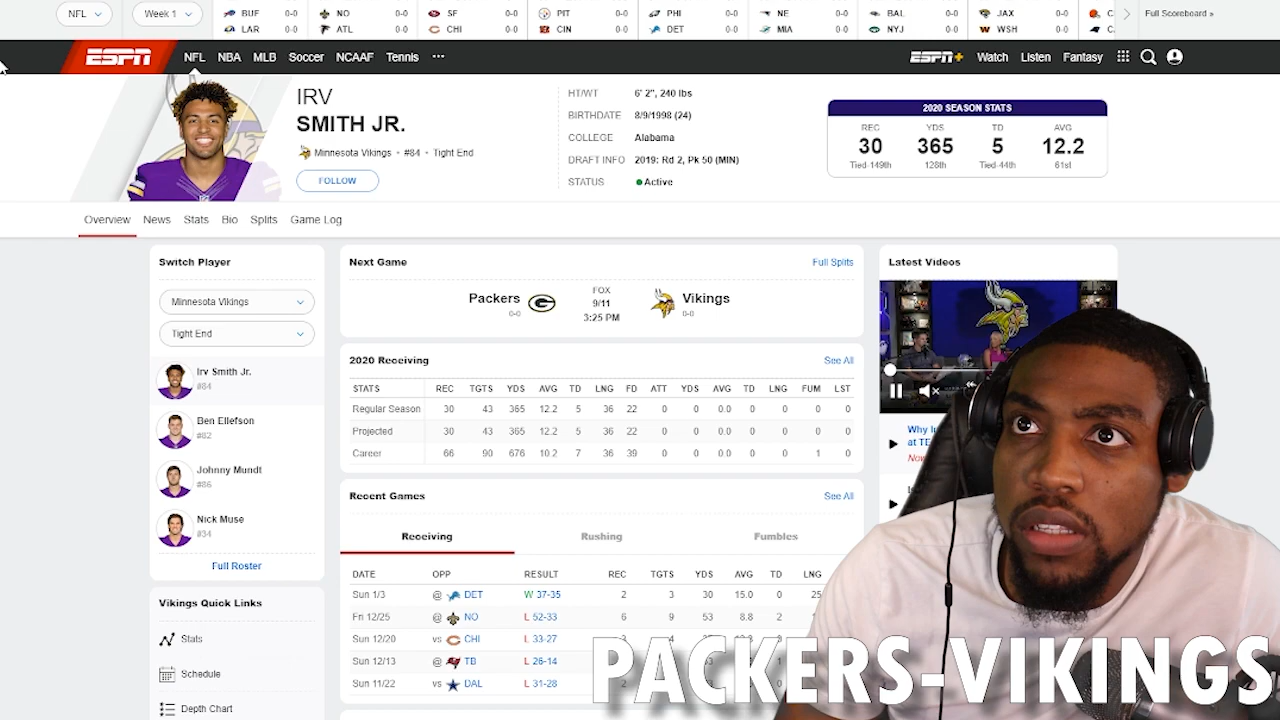 NFL Week 1 BUF 0-0 NO 0-0 SF 0-0 PIT 0-0 PHI 0-0 NE 0-0 BAL 0-0 JAX 0-0 C. Full Scoreboard »
LAR 0-0 ATL 0-0 CHI 0-0 CIN 0-0 DET 0-0 MIA 0-0 NYJ 0-0 WSH 0-0 C.
ESPN NFL NBA MLB Soccer NCAAF Tennis ••• ESPN+ Watch Listen Fantasy
IRV
SMITH JR.
Minnesota Vikings • #84 • Tight End
FOLLOW
HT/WT 6' 2", 240 lbs
BIRTHDATE 8/9/1998 (24)
COLLEGE Alabama
DRAFT INFO 2019: Rd 2, Pk 50 (MIN)
STATUS Active
2020 SEASON STATS
REC YDS TD AVG
30 365 5 12.2
Tied-149th 128th Tied-44th 61st
Overview News Stats Bio Splits Game Log
Switch Player
Minnesota Vikings
Tight End
Irv Smith Jr.
#84
Ben Ellefson
#82
Johnny Mundt
#86
Nick Muse
#34
Full Roster
Vikings Quick Links
Stats
Schedule
Depth Chart
Next Game Full Splits
Packers
0-0
FOX
9/11
3:25 PM
Vikings
0-0
2020 Receiving See All
STATS REC TGTS YDS AVG TD LNG FD ATT YDS AVG TD LNG FUM LST
Regular Season 30 43 365 12.2 5 36 22 0 0 0.0 0 0 0 0
Projected 30 43 365 12.2 5 36 22 0 0 0.0 0 0 0 0
Career 66 90 676 10.2 7 36 39 0 0 0.0 0 0 1 0
Recent Games See All
Receiving Rushing Fumbles
DATE OPP RESULT REC TGTS YDS AVG TD LNG
Sun 1/3 @ DET W 37-35 2 3 30 15.0 0 25
Fri 12/25 @ NO L 52-33 6 9 53 8.8 2
Sun 12/20 vs CHI L 33-27 4
Sun 12/13 @ TB L 26-14
Sun 11/22 vs DAL L 31-28
Latest Videos
Why Ir
at TE
Now
PACKERS-VIKINGS